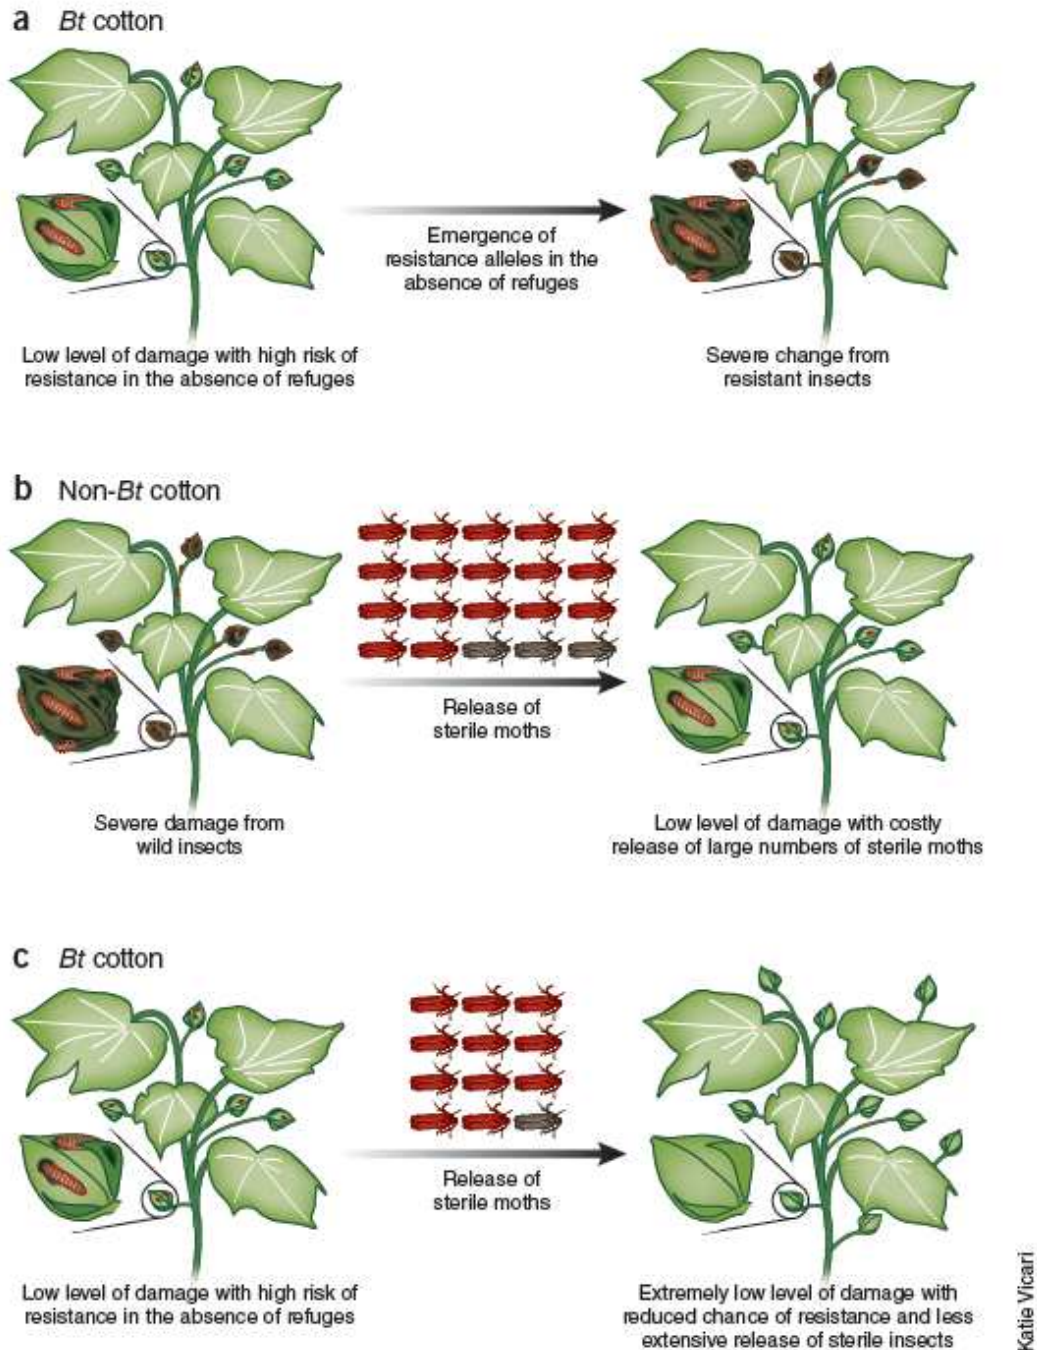 a Bt cotton
Emergence of
resistance alleles in the
absence of refuges
Low level of damage with high risk of
resistance in the absence of refuges
Severe change from
resistant insects
b Non-Bt cotton
Release of
sterile moths
Severe damage from
wild insects
Low level of damage with costly
release of large numbers of sterile moths
c Bt cotton
Release of
sterile moths
Low level of damage with high risk of
resistance in the absence of refuges
Extremely low level of damage with
reduced chance of resistance and less
extensive release of sterile insects
Katie Vicari